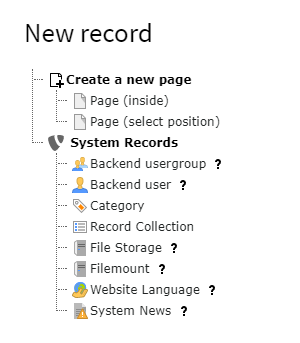 New record
Create a new page
Page (inside)
Page (select position)
System Records
Backend usergroup ?
Backend user ?
Category
Record Collection
File Storage ?
Filemount ?
Website Language ?
System News ?